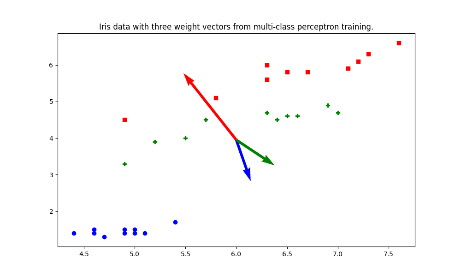 Iris data with three weight vectors from multi-class perceptron training.
6
5
4
3
2
4.5 5.0 5.5 6.0 6.5 7.0 7.5